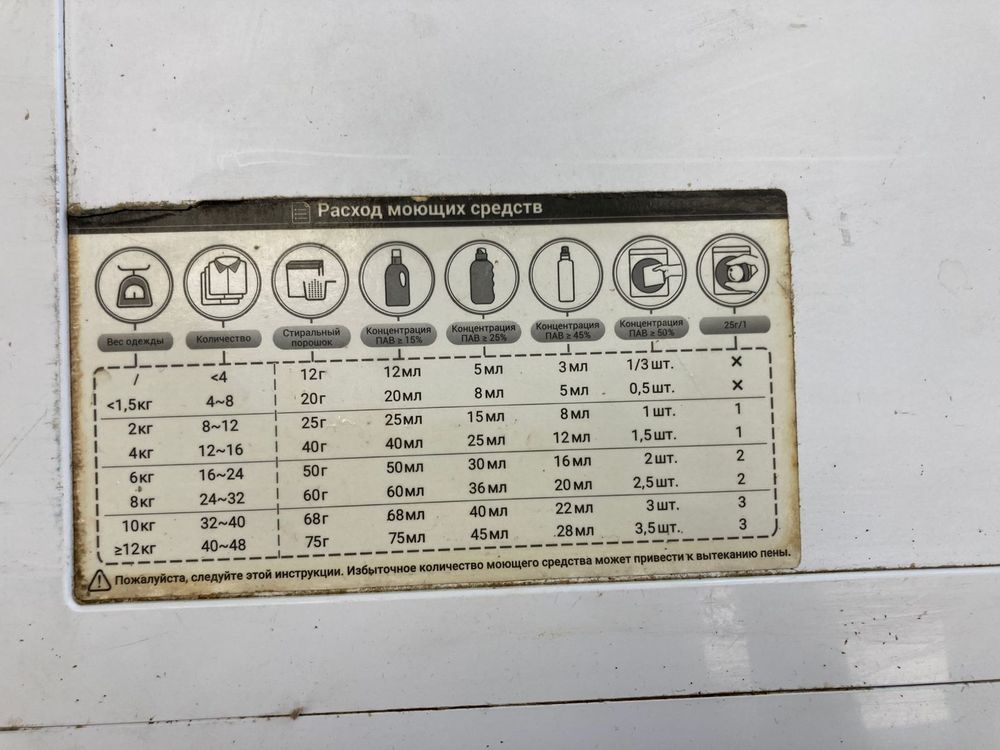 Расход моющих средств
Вес одежды Количество Стиральный порошок Концентрация ПАВ ≥ 15% Концентрация ПАВ ≥ 25% Концентрация ПАВ ≥ 45% Концентрация ПАВ ≥ 50% 25г/1
/ <4 12г 12мл 5мл 3мл 1/3шт. ×
<1,5кг 4~8 20г 20мл 8мл 5мл 0,5шт. ×
2кг 8~12 25г 25мл 15мл 8мл 1шт. 1
4кг 12~16 40г 40мл 25мл 12мл 1,5шт. 1
6кг 16~24 50г 50мл 30мл 16мл 2шт. 2
8кг 24~32 60г 60мл 36мл 20мл 2,5шт. 2
10кг 32~40 68г 68мл 40мл 22мл 3шт. 3
≥12кг 40~48 75г 75мл 45мл 28мл 3,5шт. 3
Пожалуйста, следуйте этой инструкции. Избыточное количество моющего средства может привести к вытеканию пены.